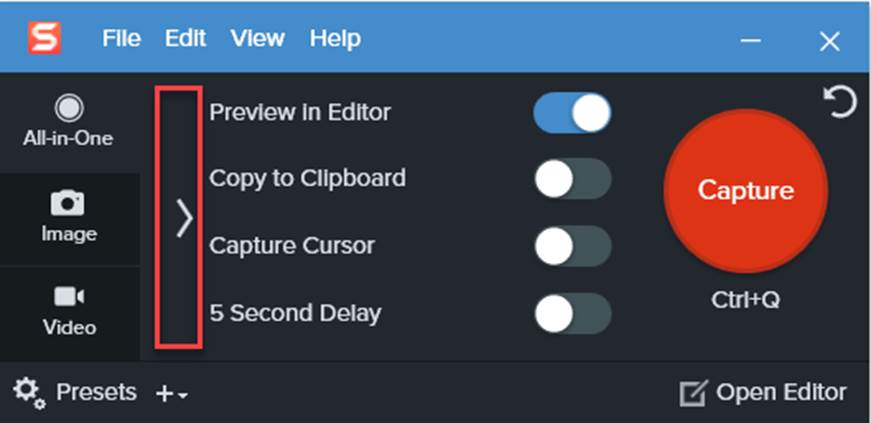 S File Edit View Help
All-in-One
Image
Video
Preview in Editor
Copy to Clipboard
Capture Cursor
5 Second Delay
Capture
Ctrl+Q
Presets +
Open Editor